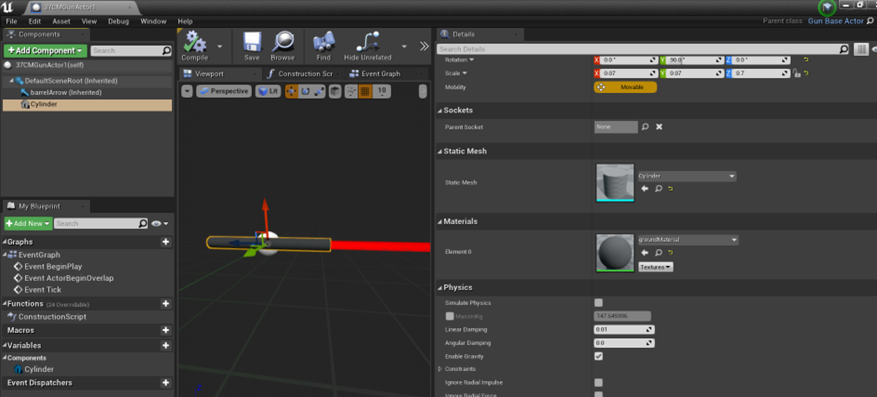 37CMGunActor1
File Edit Asset View Debug Window Help
Parent class: Gun Base Actor
Components
+Add Component Search
37CMGunActor1(self)
DefaultSceneRoot (Inherited)
barrelArrow (Inherited)
Cylinder
My Blueprint
+Add New Search
Graphs
EventGraph
Event BeginPlay
Event ActorBeginOverlap
Event Tick
Functions (24 Overridable)
ConstructionScript
Macros
Variables
Components
Cylinder
Event Dispatchers
Compile Save Browse Find Hide Unrelated
Viewport Construction Scr Event Graph
Perspective Lit 10
Details
Search Details
Rotation X 0.0 ° Y 90.0° Z 0.0 °
Scale X 0.07 Y 0.07 Z 0.7
Mobility Movable
Sockets
Parent Socket None
Static Mesh
Static Mesh Cylinder
Materials
Element 0 groundMaterial
Textures
Physics
Simulate Physics
MassInKg
Linear Damping 0.01
Angular Damping 0.0
Enable Gravity
Constraints
Ignore Radial Impulse
Ignore Radial Force